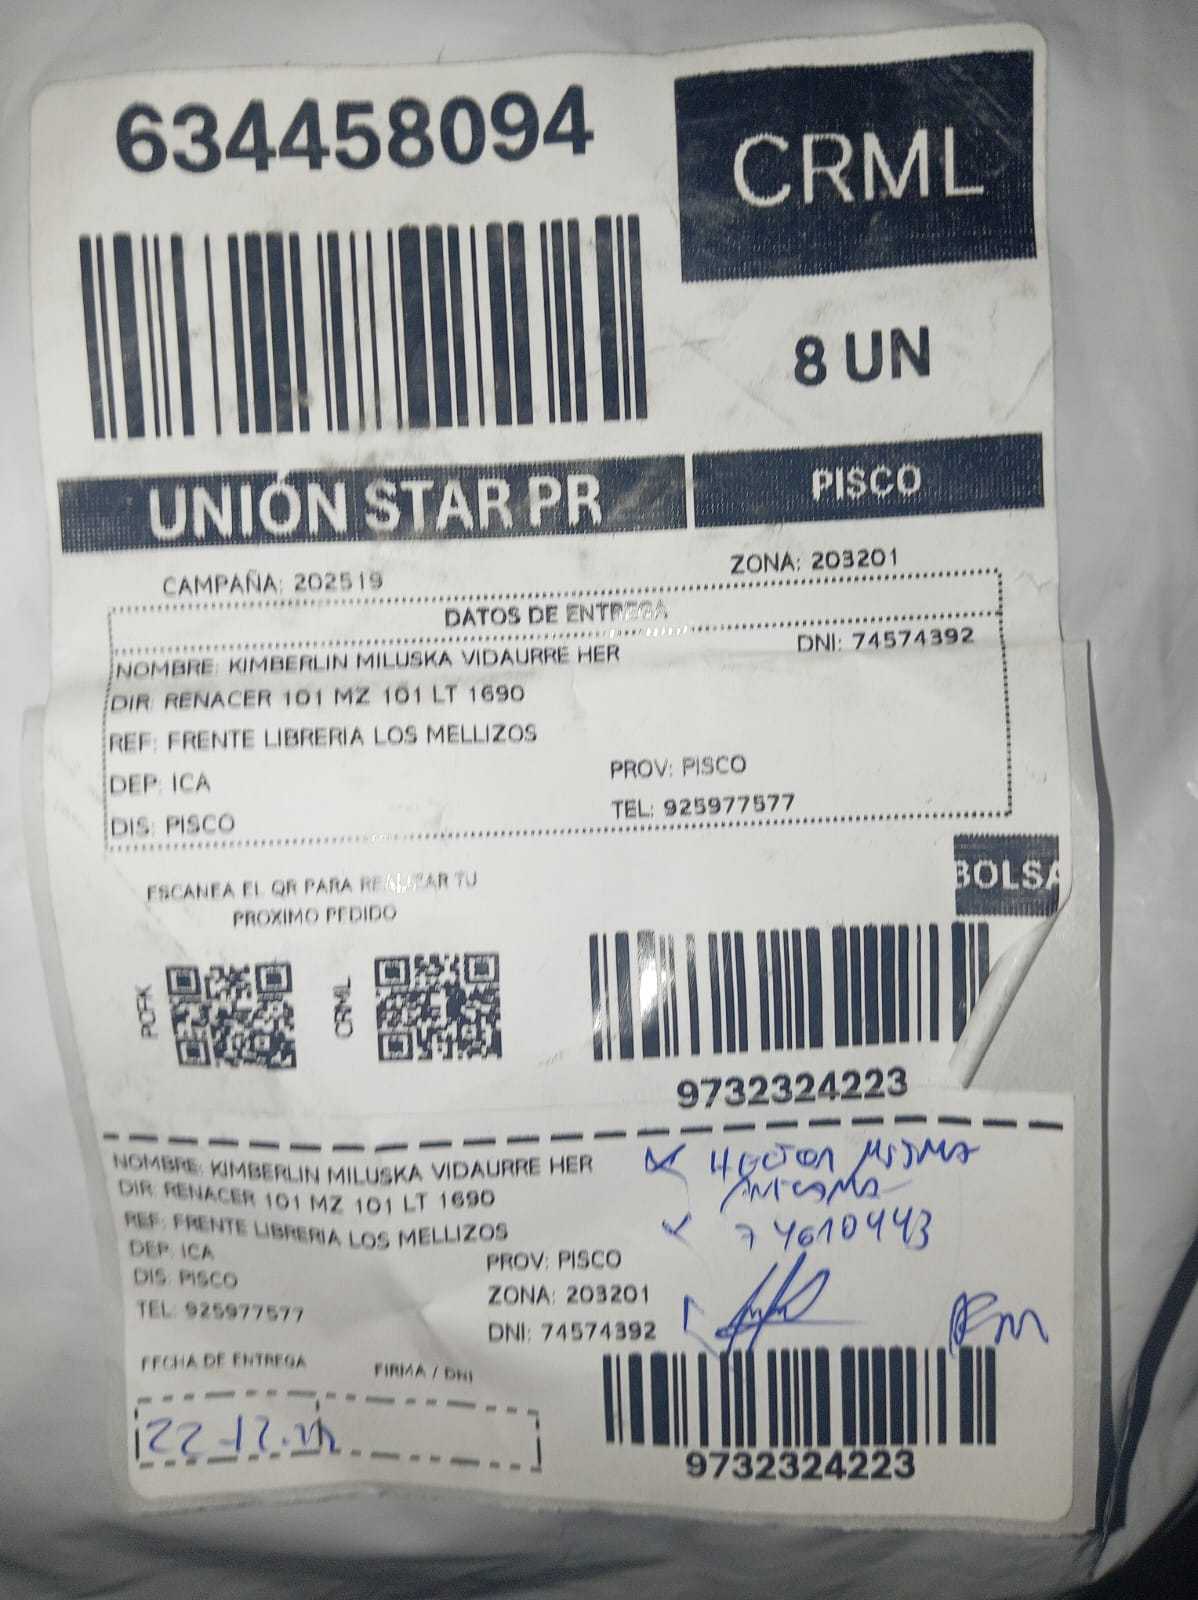 634458094
CRML
8 UN
UNIÓN STAR PR
PISCO
CAMPAÑA: 202519
ZONA: 203201
DATOS DE ENTREGA
NOMBRE: KIMBERLIN MILUSKA VIDAURRE HER
DNI: 74574392
DIR: RENACER 101 MZ 101 LT 1690
REF: FRENTE LIBRERIA LOS MELLIZOS
DEP: ICA
PROV: PISCO
DIS: PISCO
TEL: 925977577
BOLSA
ESCANEA EL QR PARA REALIZAR TU
PROXIMO PEDIDO
PCFK
CRML
9732324223
NOMBRE: KIMBERLIN MILUSKA VIDAURRE HER
DIR: RENACER 101 MZ 101 LT 1690
REF: FRENTE LIBRERIA LOS MELLIZOS
DEP: ICA
PROV: PISCO
DIS: PISCO
ZONA: 203201
TEL: 925977577
DNI: 74574392
HECTOR
74610443
FECHA DE ENTREGA
FIRMA / DNI
9732324223